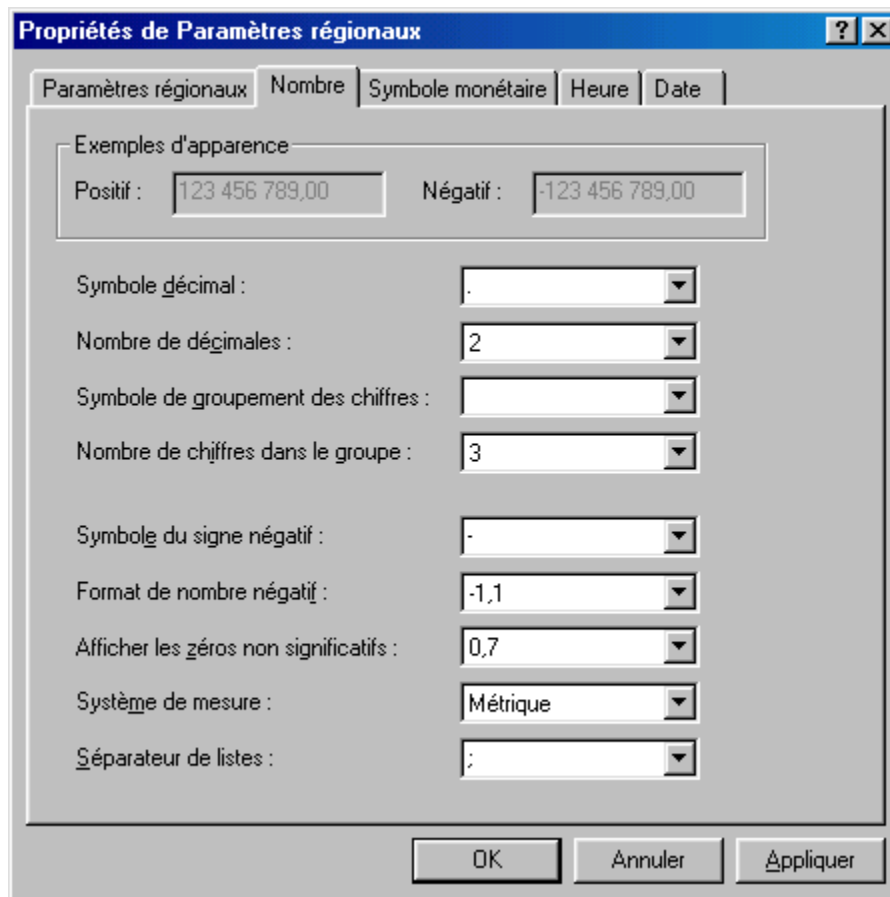 Propriétés de Paramètres régionaux
Paramètres régionaux Nombre Symbole monétaire Heure Date
Exemples d'apparence
Positif : 123 456 789,00 Négatif : -123 456 789,00
Symbole décimal : .
Nombre de décimales : 2
Symbole de groupement des chiffres :
Nombre de chiffres dans le groupe : 3
Symbole du signe négatif : -
Format de nombre négatif : -1,1
Afficher les zéros non significatifs : 0,7
Système de mesure : Métrique
Séparateur de listes : ;
OK Annuler Appliquer